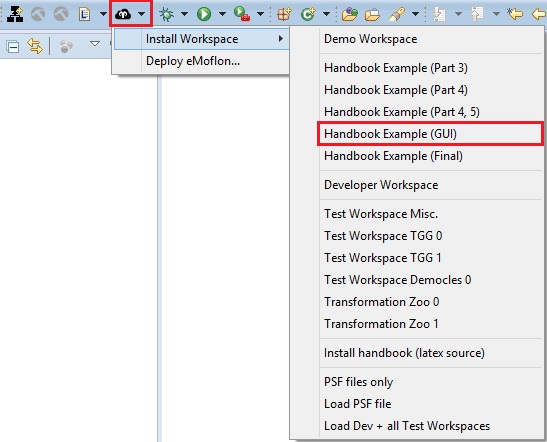 Install Workspace
Deploy eMoflon...
Demo Workspace
Handbook Example (Part 3)
Handbook Example (Part 4)
Handbook Example (Part 4, 5)
Handbook Example (GUI)
Handbook Example (Final)
Developer Workspace
Test Workspace Misc.
Test Workspace TGG 0
Test Workspace TGG 1
Test Workspace Democles 0
Transformation Zoo 0
Transformation Zoo 1
Install handbook (latex source)
PSF files only
Load PSF file
Load Dev + all Test Workspaces